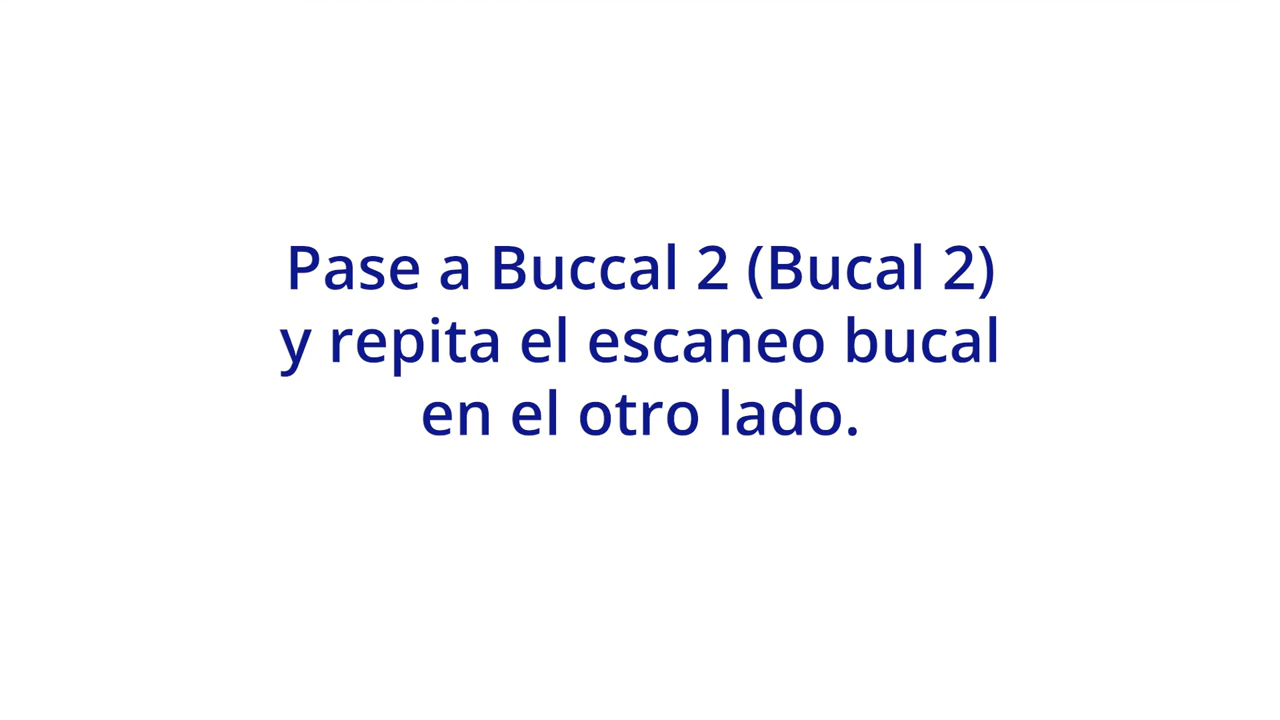 Pase a Buccal 2 (Bucal 2)
y repita el escaneo bucal
en el otro lado.